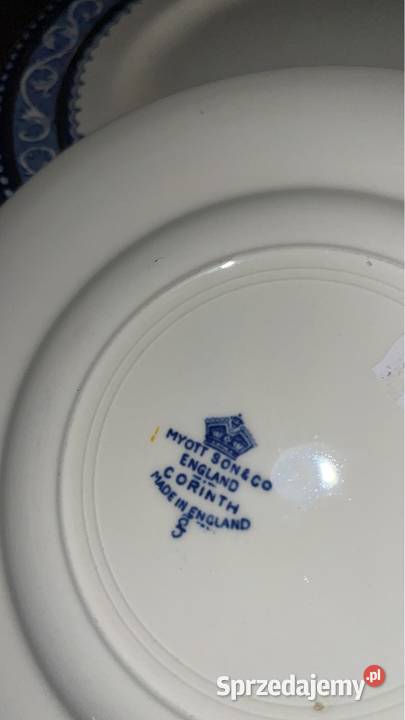 MYOTT SON & CO
ENGLAND
CORINTH
MADE IN ENGLAND
Sprzedajemy.pl